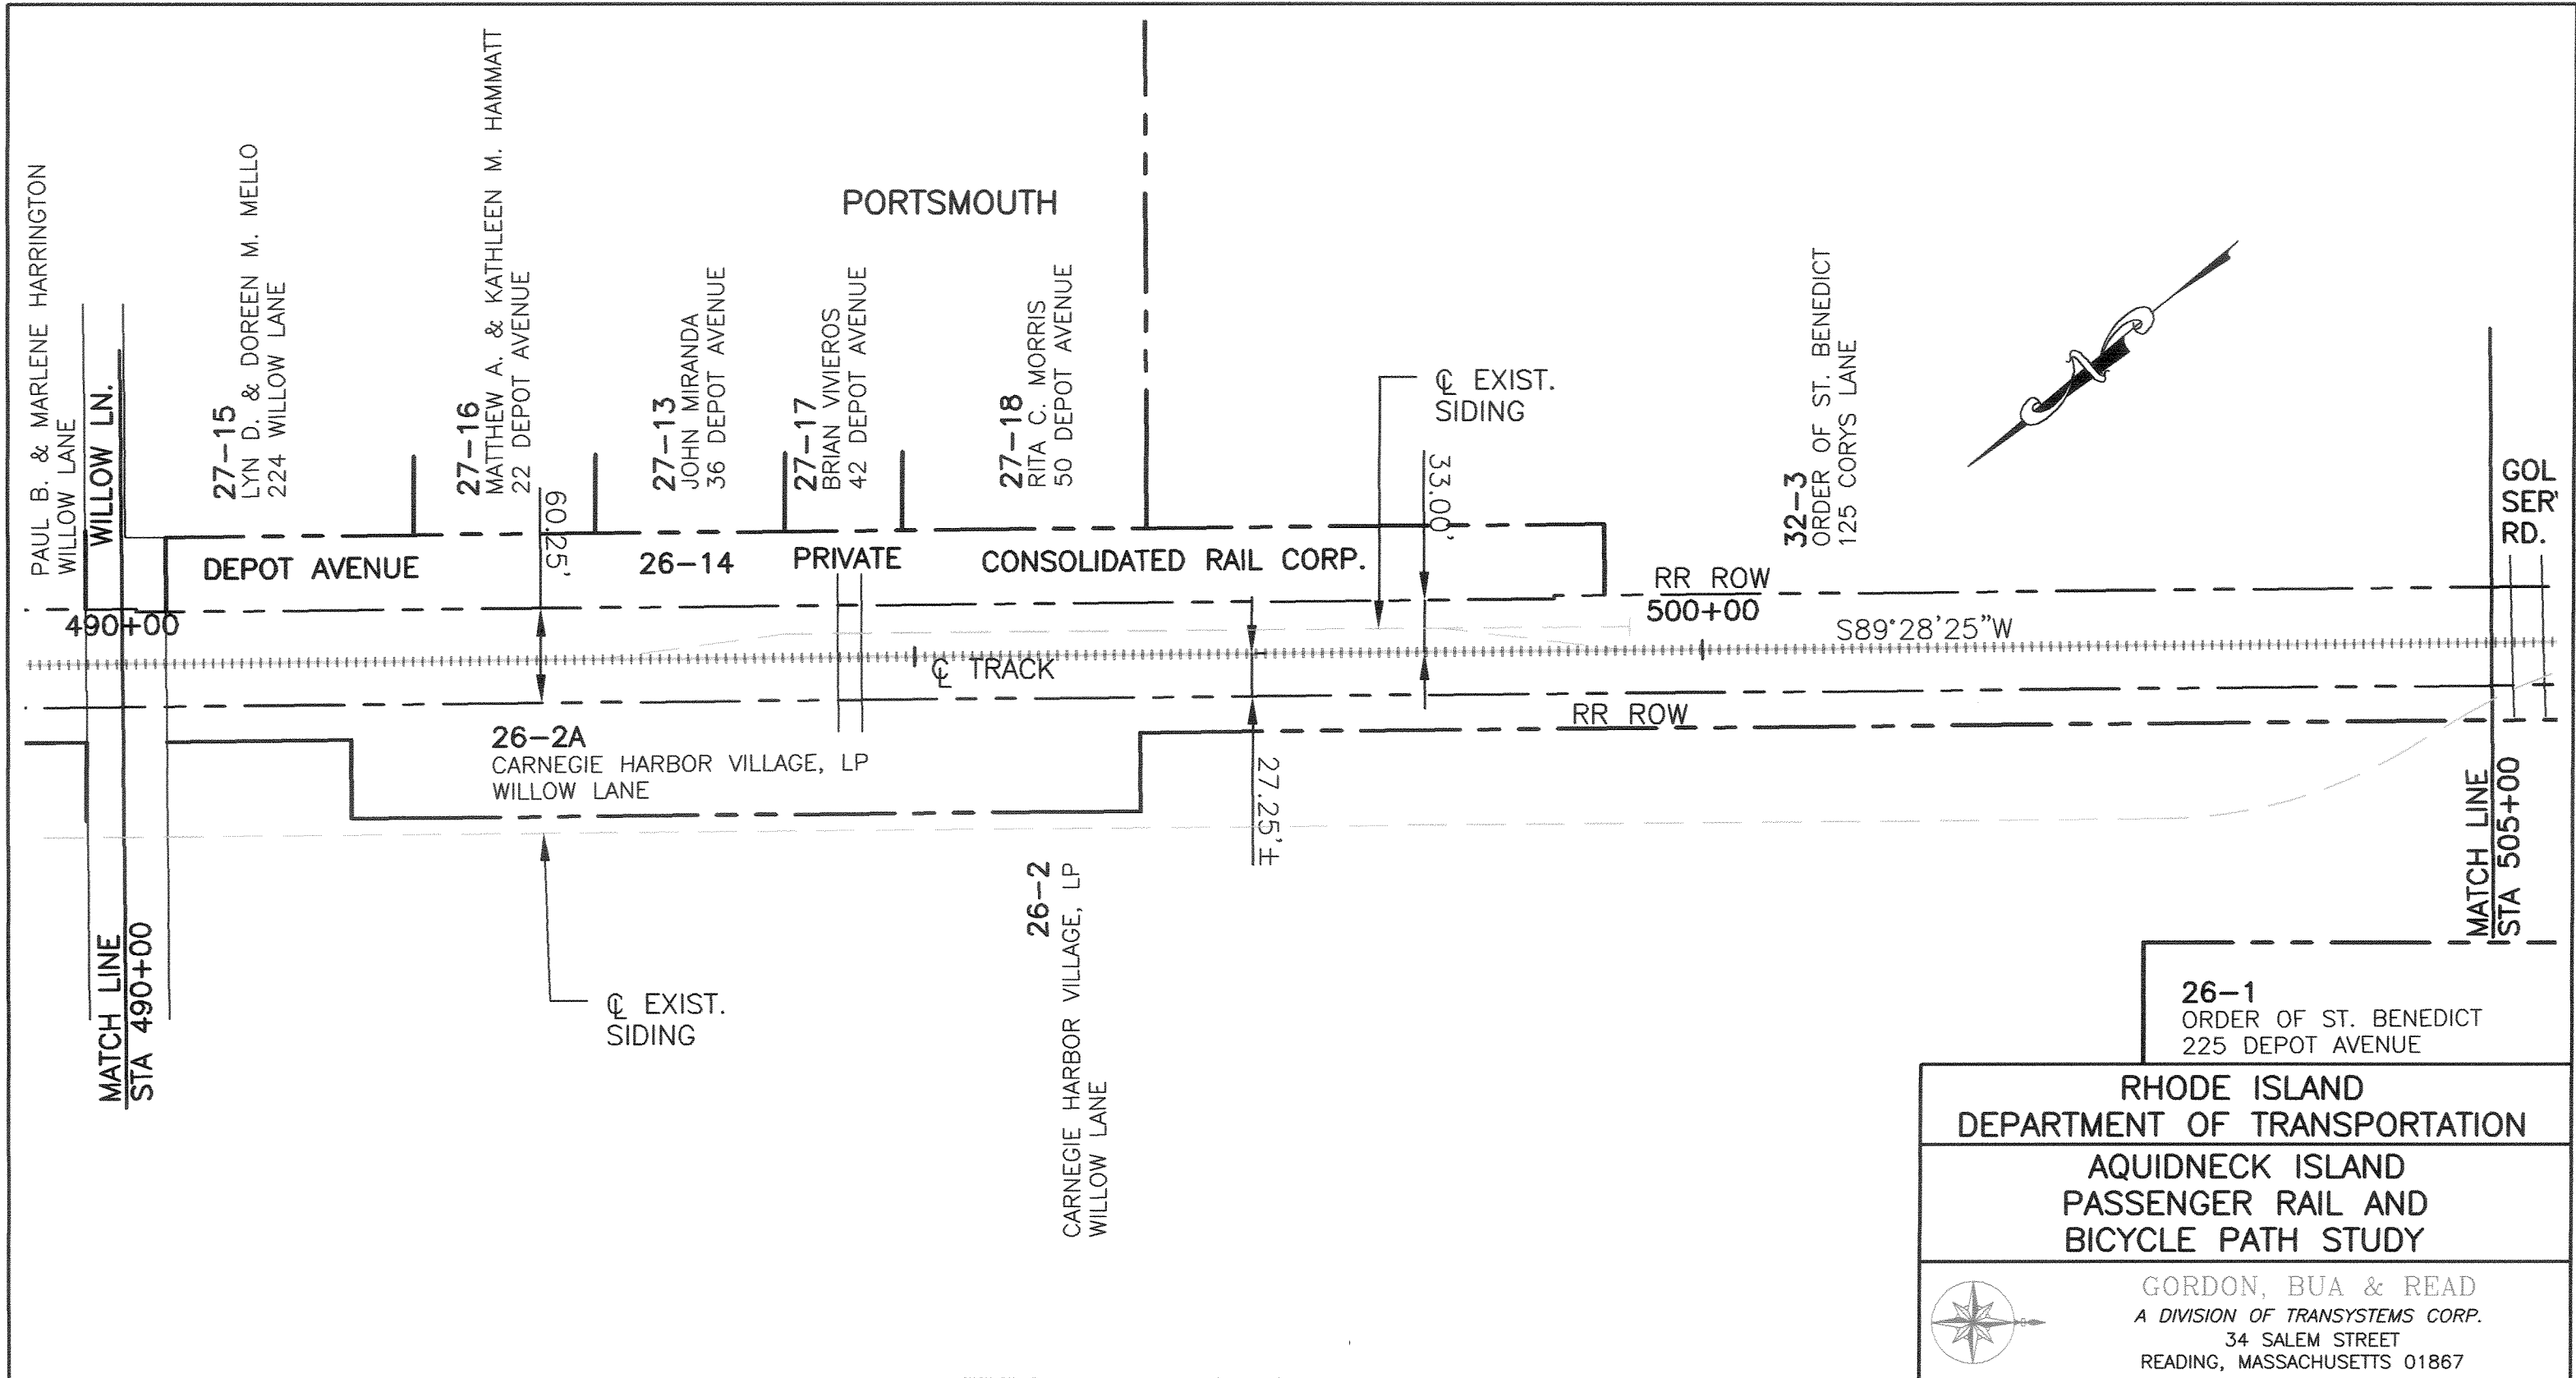 PAUL B. & MARLENE HARRINGTON
WILLOW LANE
WILLOW LN.
27-15
LYN D. & DOREEN M. MELLO
224 WILLOW LANE
27-16
MATTHEW A. & KATHLEEN M. HAMMATT
22 DEPOT AVENUE
60.25'
27-13
JOHN MIRANDA
36 DEPOT AVENUE
27-17
BRIAN VIVIEROS
42 DEPOT AVENUE
PORTSMOUTH
27-18
RITA C. MORRIS
50 DEPOT AVENUE
℄ EXIST.
SIDING
33.00'
32-3
ORDER OF ST. BENEDICT
125 CORYS LANE
N
GOL
SER'
RD.
DEPOT AVENUE
26-14
PRIVATE
CONSOLIDATED RAIL CORP.
RR ROW
490+00
500+00
S89°28'25"W
℄ TRACK
RR ROW
26-2A
CARNEGIE HARBOR VILLAGE, LP
WILLOW LANE
27.25'±
MATCH LINE
STA 490+00
℄ EXIST.
SIDING
26-2
CARNEGIE HARBOR VILLAGE, LP
WILLOW LANE
MATCH LINE
STA 505+00
26-1
ORDER OF ST. BENEDICT
225 DEPOT AVENUE
RHODE ISLAND
DEPARTMENT OF TRANSPORTATION
AQUIDNECK ISLAND
PASSENGER RAIL AND
BICYCLE PATH STUDY
GORDON, BUA & READ
A DIVISION OF TRANSYSTEMS CORP.
34 SALEM STREET
READING, MASSACHUSETTS 01867